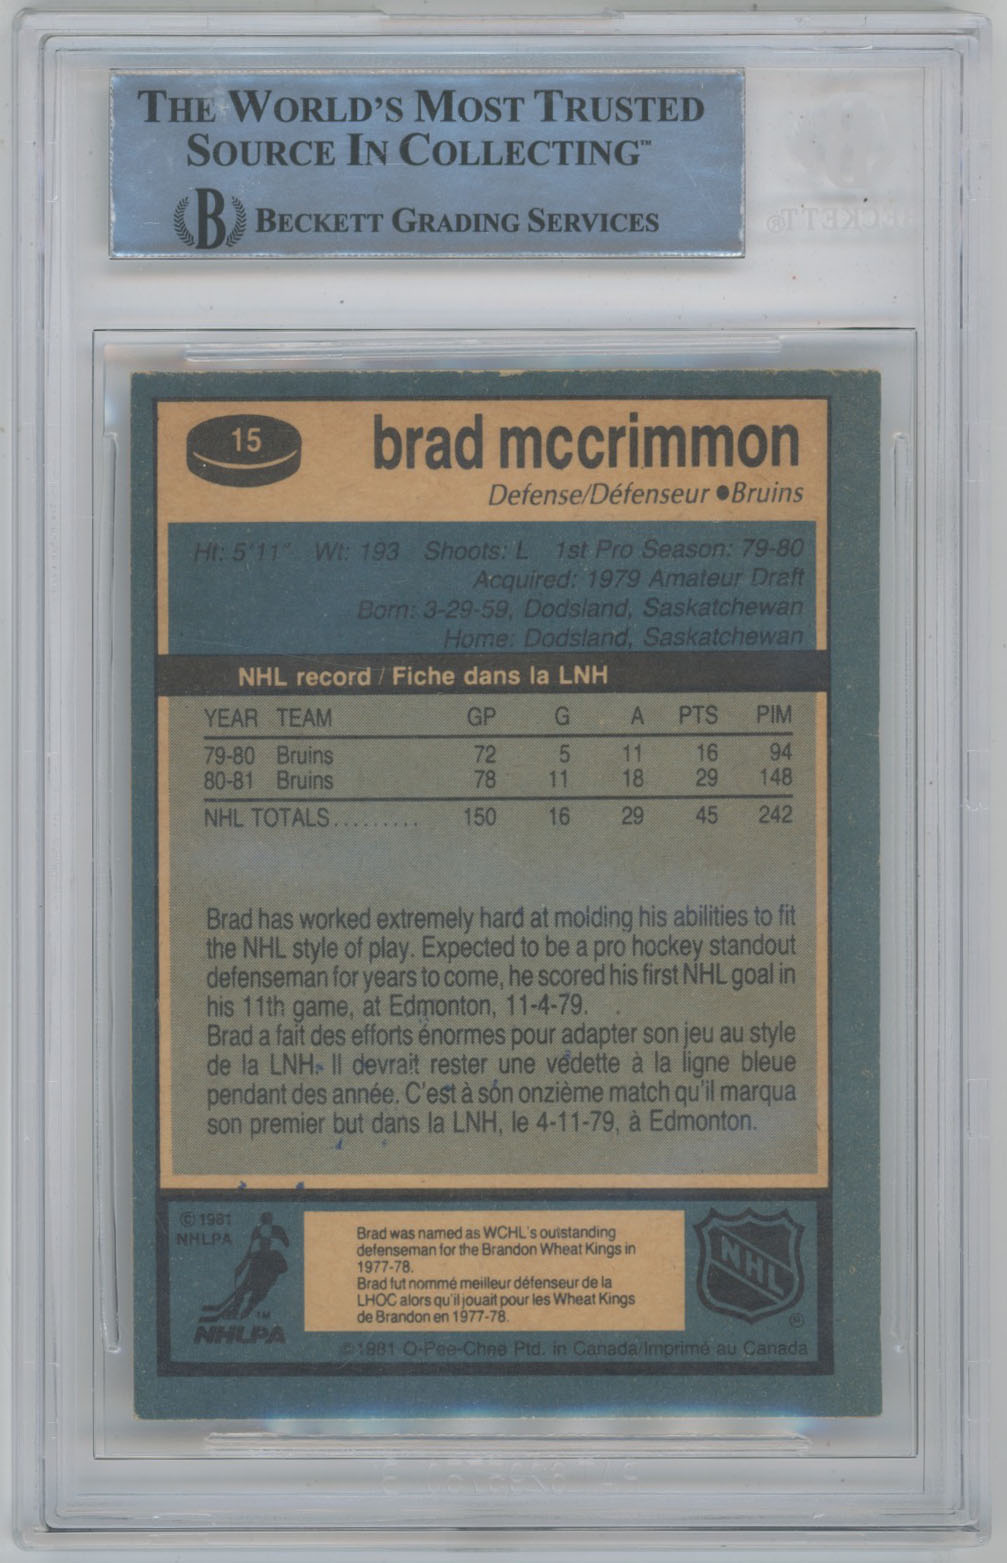 THE WORLD'S MOST TRUSTED
SOURCE IN COLLECTING™
B BECKETT GRADING SERVICES
BECKETT®
15
brad mccrimmon
Defense/Défenseur ●Bruins
Ht: 5'11" Wt: 193 Shoots: L 1st Pro Season: 79-80
Acquired: 1979 Amateur Draft
Born: 3-29-59, Dodsland, Saskatchewan
Home: Dodsland, Saskatchewan
NHL record / Fiche dans la LNH
YEAR TEAM GP G A PTS PIM
79-80 Bruins 72 5 11 16 94
80-81 Bruins 78 11 18 29 148
NHL TOTALS......... 150 16 29 45 242
Brad has worked extremely hard at molding his abilities to fit
the NHL style of play. Expected to be a pro hockey standout
defenseman for years to come, he scored his first NHL goal in
his 11th game, at Edmonton, 11-4-79.
Brad a fait des efforts énormes pour adapter son jeu au style
de la LNH. Il devrait rester une vedette à la ligne bleue
pendant des année. C'est à son onzième match qu'il marqua
son premier but dans la LNH, le 4-11-79, à Edmonton.
©1981
NHLPA
™
NHLPA
Brad was named as WCHL's outstanding
defenseman for the Brandon Wheat Kings in
1977-78.
Brad fut nommé meilleur défenseur de la
LHOC alors qu'il jouait pour les Wheat Kings
de Brandon en 1977-78.
NHL
©1981 O-Pee-Chee Ptd. in Canada/Imprimé au Canada